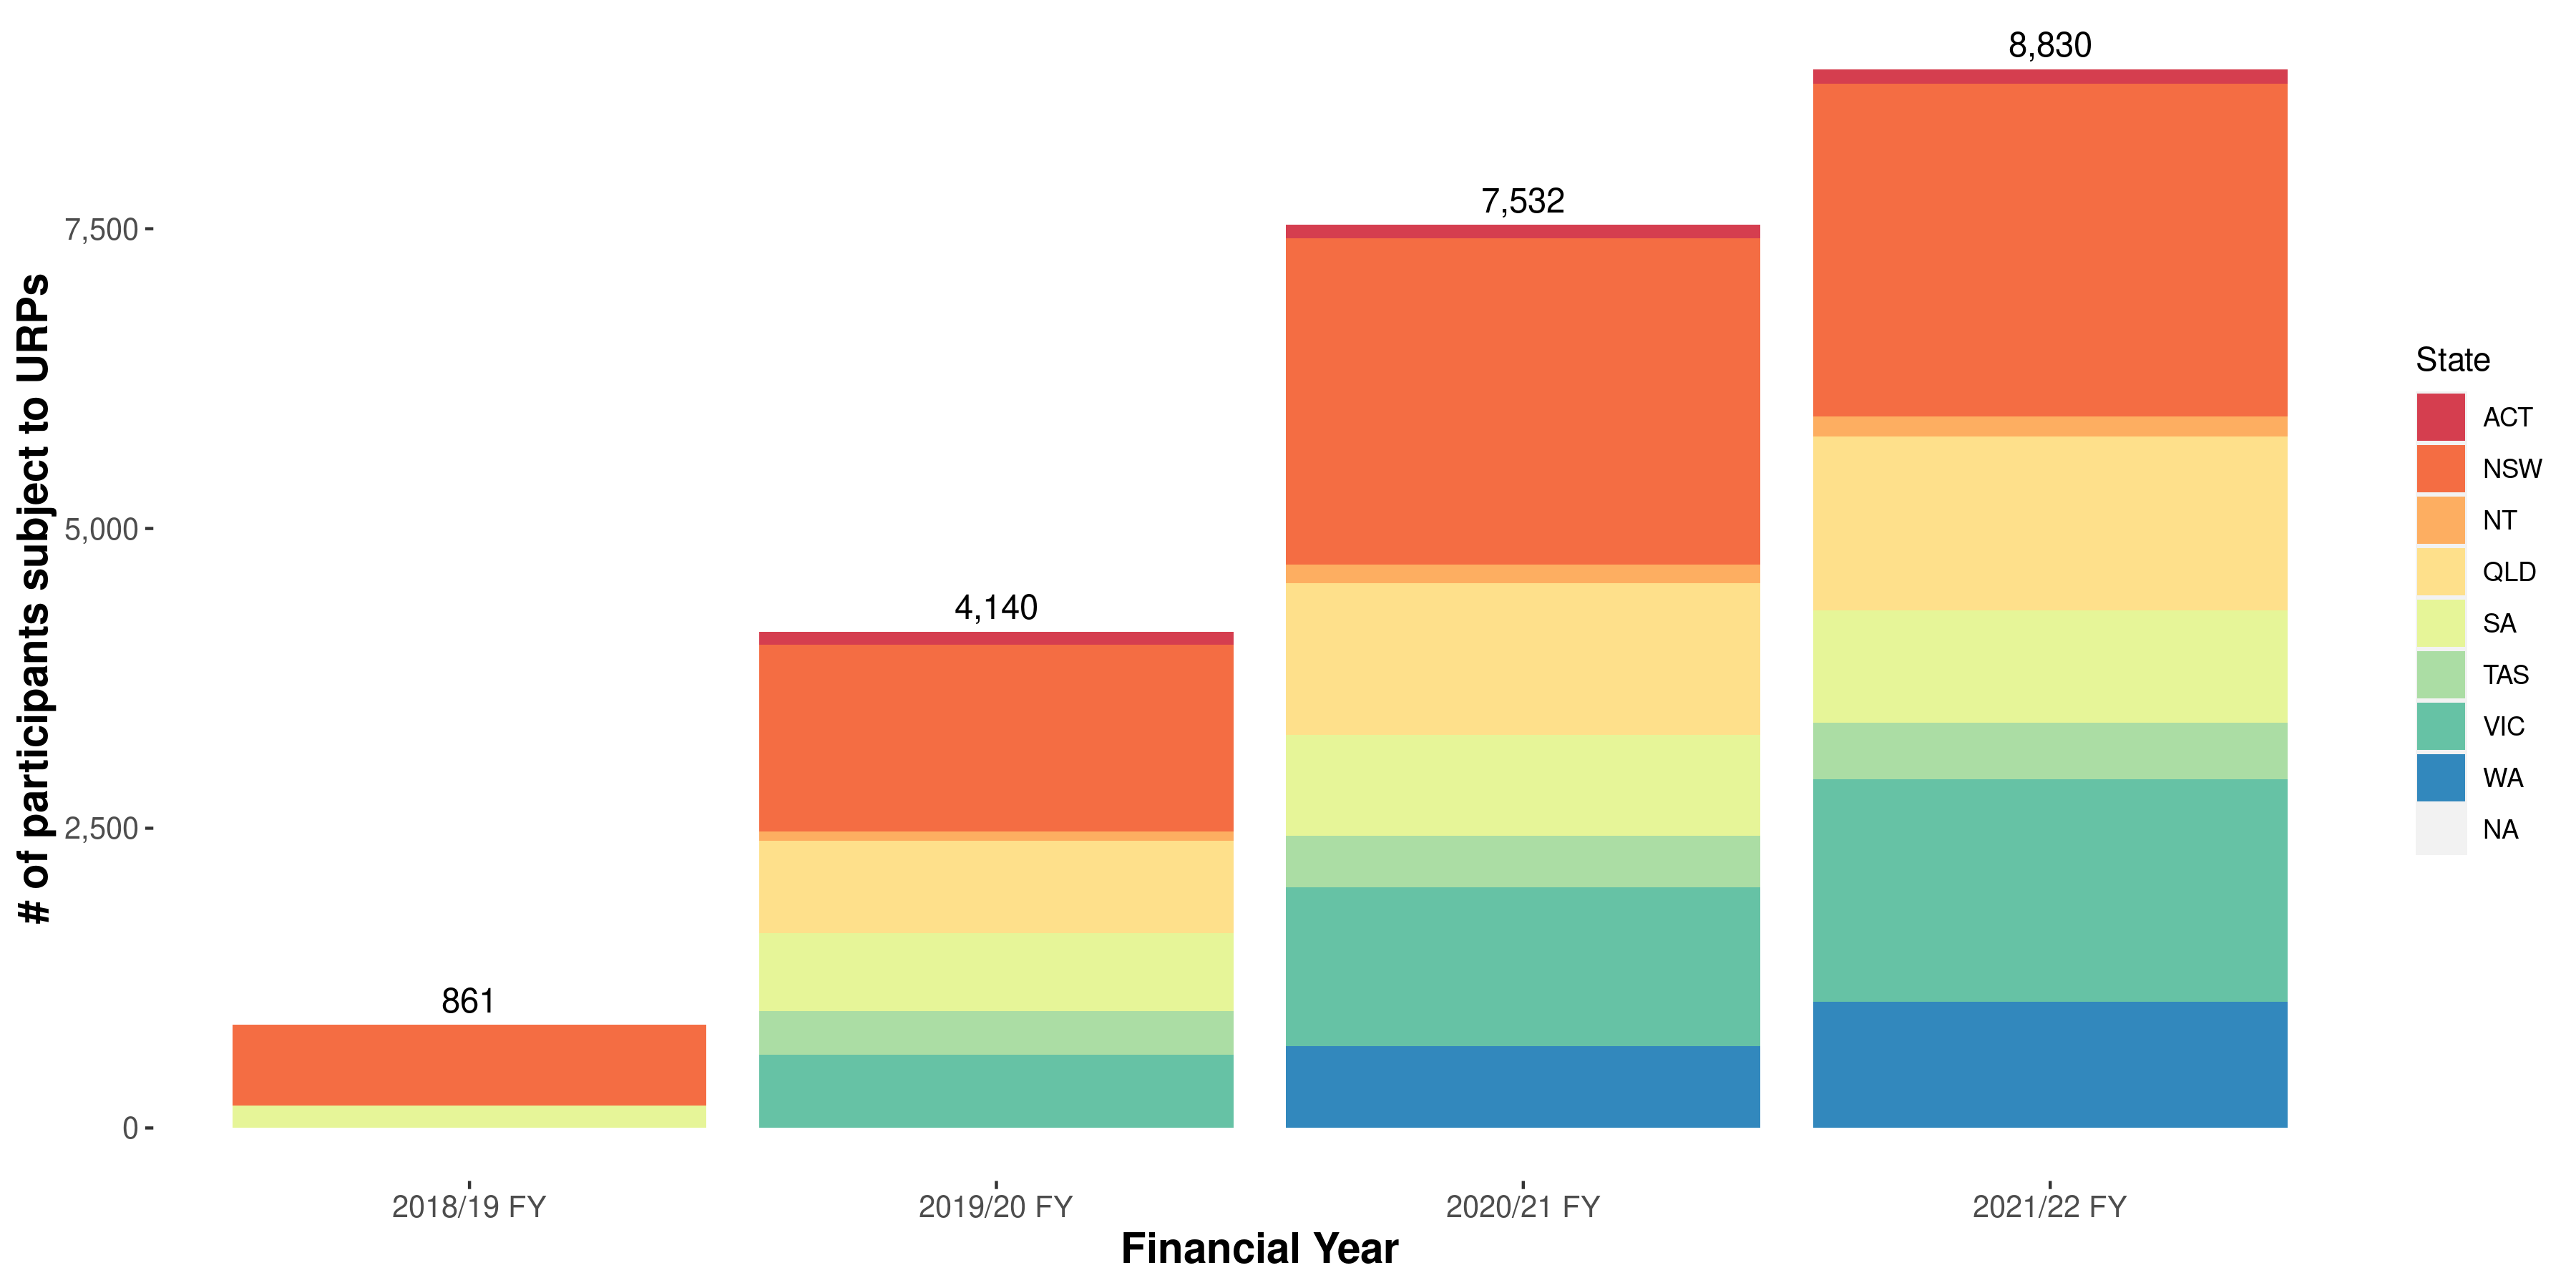 # of participants subject to URPs
7,500
5,000
2,500
0
861
4,140
7,532
8,830
2018/19 FY
2019/20 FY
2020/21 FY
2021/22 FY
Financial Year
State
ACT
NSW
NT
QLD
SA
TAS
VIC
WA
NA